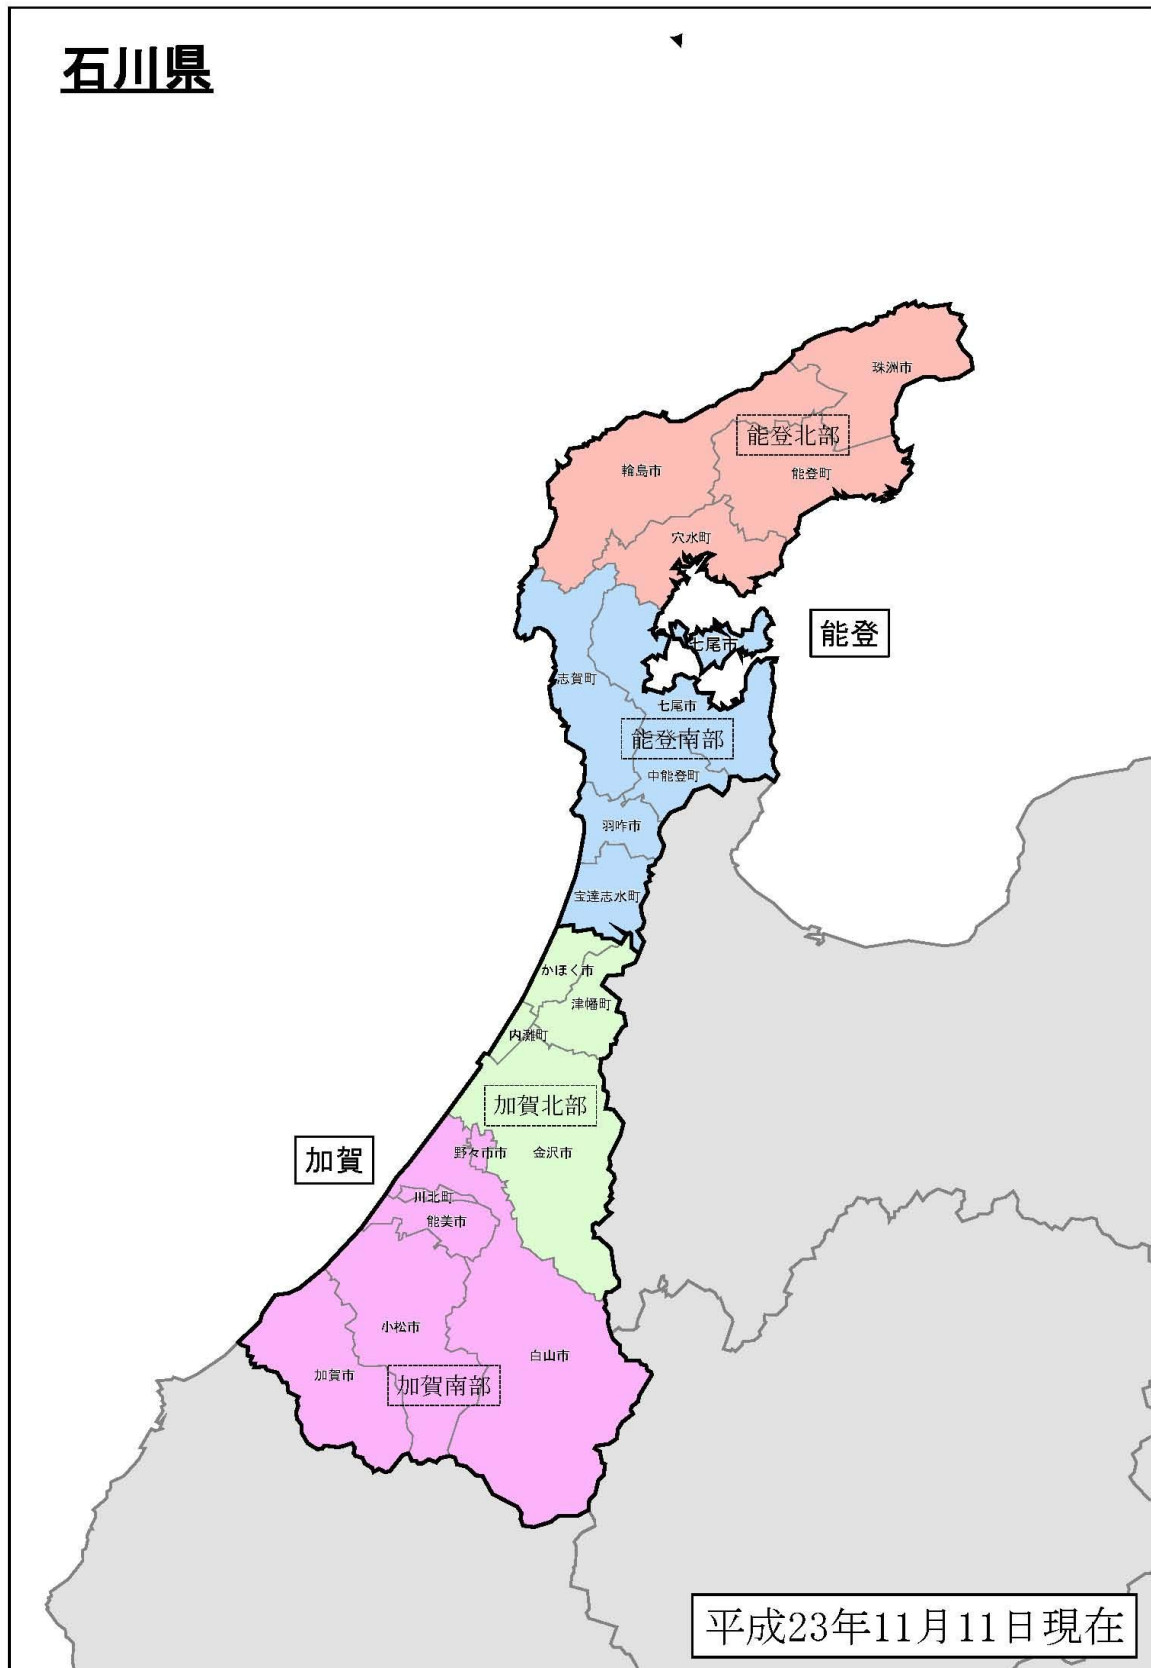 石川県
珠洲市
能登北部
輪島市
能登町
穴水町
能登
七尾市
志賀町
七尾市
能登南部
中能登町
羽咋市
宝達志水町
かほく市
津幡町
内灘町
加賀北部
加賀
野々市市
金沢市
川北町
能美市
小松市
白山市
加賀市
加賀南部
平成23年11月11日現在